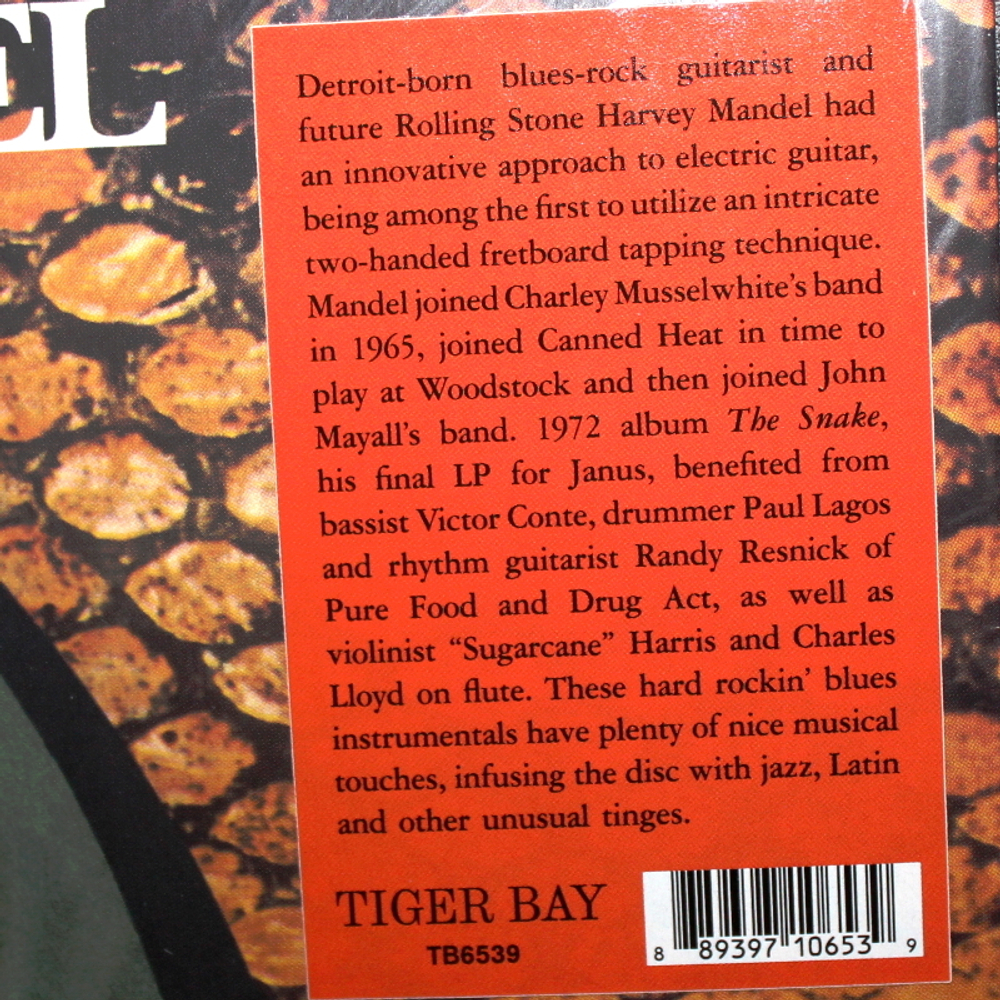 EL
Detroit-born blues-rock guitarist and
future Rolling Stone Harvey Mandel had
an innovative approach to electric guitar,
being among the first to utilize an intricate
two-handed fretboard tapping technique.
Mandel joined Charley Musselwhite's band
in 1965, joined Canned Heat in time to
play at Woodstock and then joined John
Mayall's band. 1972 album The Snake,
his final LP for Janus, benefited from
bassist Victor Conte, drummer Paul Lagos
and rhythm guitarist Randy Resnick of
Pure Food and Drug Act, as well as
violinist “Sugarcane” Harris and Charles
Lloyd on flute. These hard rockin' blues
instrumentals have plenty of nice musical
touches, infusing the disc with jazz, Latin
and other unusual tinges.
TIGER BAY
TB6539
8 89397 10653 9